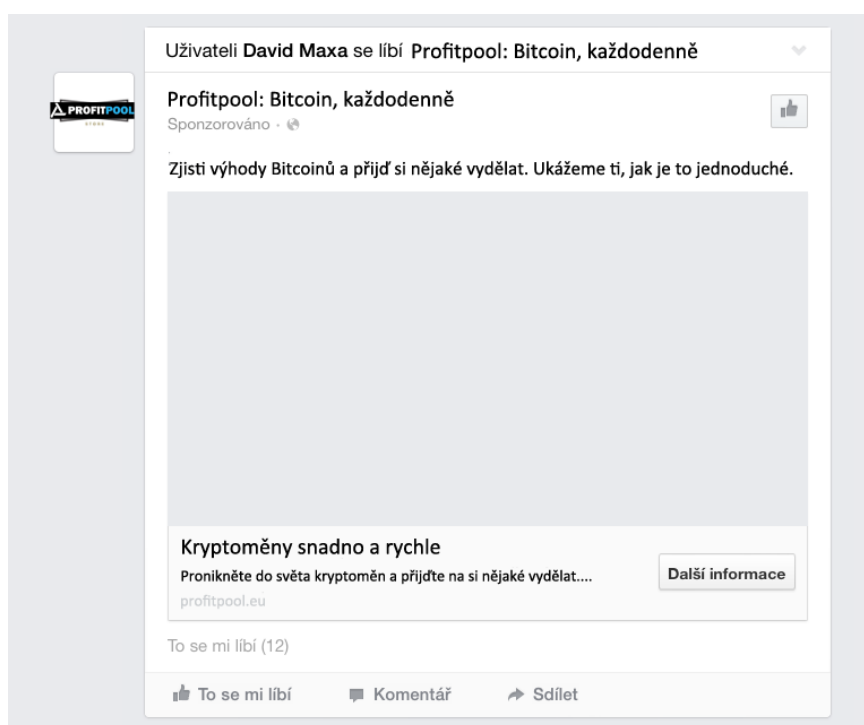 Uživateli David Maxa se líbí Profitpool: Bitcoin, každodenně
PROFITPOOL
Profitpool: Bitcoin, každodenně
Sponzorováno ·
Zjisti výhody Bitcoinů a přijď si nějaké vydělat. Ukážeme ti, jak je to jednoduché.
Kryptoměny snadno a rychle
Pronikněte do světa kryptoměn a přijďte na si nějaké vydělat....
Další informace
profitpool.eu
To se mi líbí (12)
To se mi líbí Komentář Sdílet